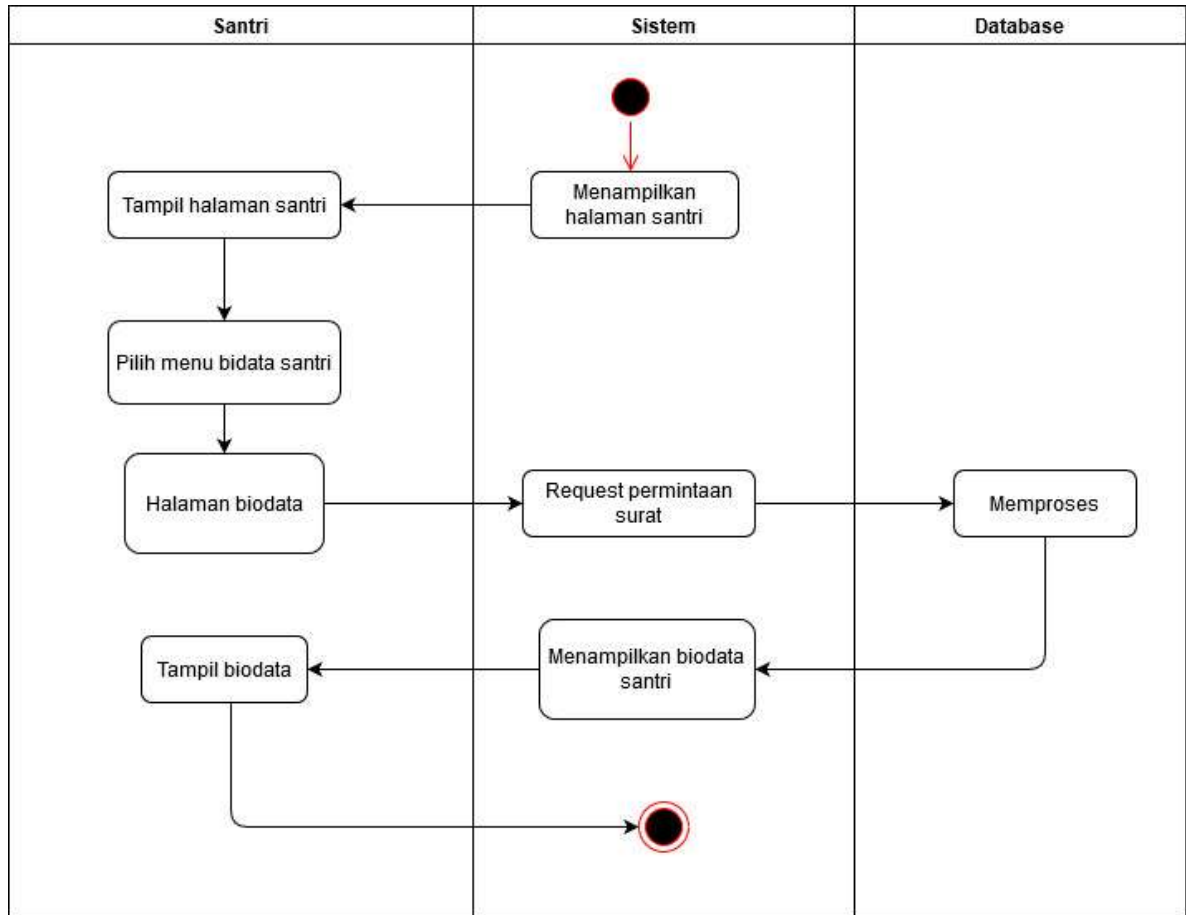 Santri
Sistem
Database
Menampilkan
halaman santri
Tampil halaman santri
Pilih menu bidata santri
Halaman biodata
Request permintaan
surat
Memproses
Menampilkan biodata
santri
Tampil biodata